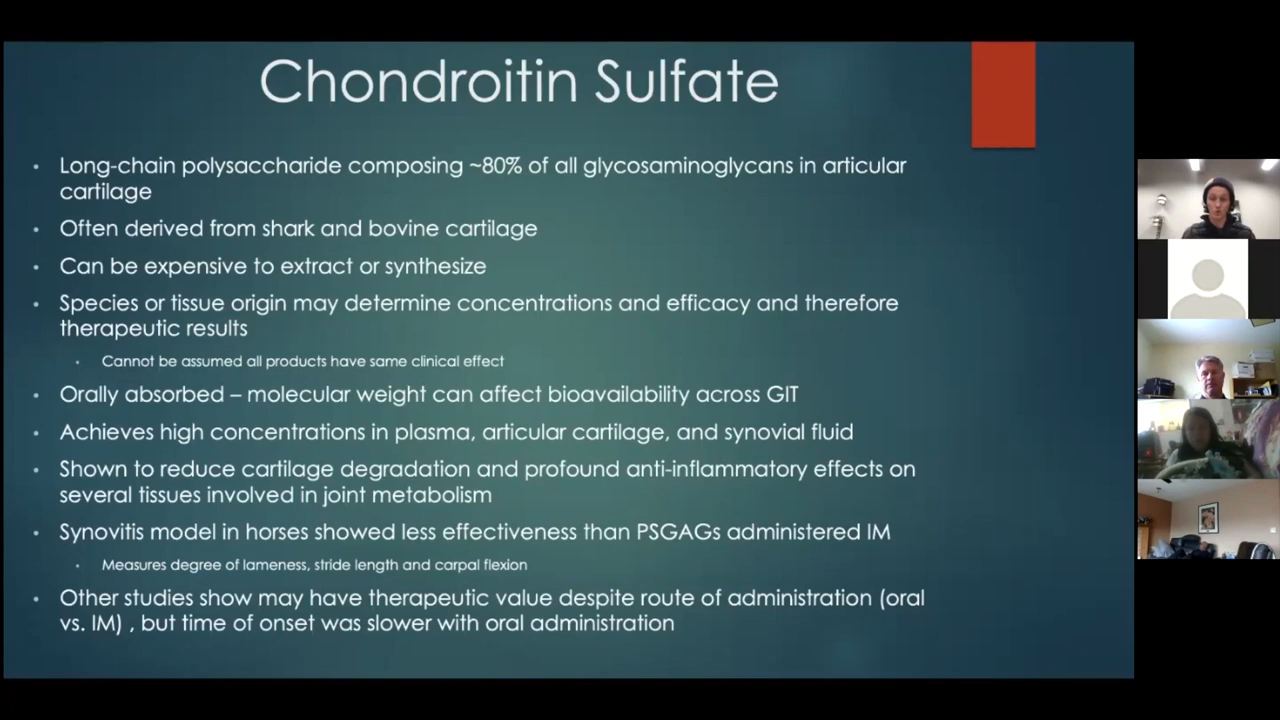 Chondroitin Sulfate
• Long-chain polysaccharide composing ~80% of all glycosaminoglycans in articular
cartilage
• Often derived from shark and bovine cartilage
• Can be expensive to extract or synthesize
• Species or tissue origin may determine concentrations and efficacy and therefore
therapeutic results
• Cannot be assumed all products have same clinical effect
• Orally absorbed – molecular weight can affect bioavailability across GIT
• Achieves high concentrations in plasma, articular cartilage, and synovial fluid
• Shown to reduce cartilage degradation and profound anti-inflammatory effects on
several tissues involved in joint metabolism
• Synovitis model in horses showed less effectiveness than PSGAGs administered IM
• Measures degree of lameness, stride length and carpal flexion
• Other studies show may have therapeutic value despite route of administration (oral
vs. IM) , but time of onset was slower with oral administration